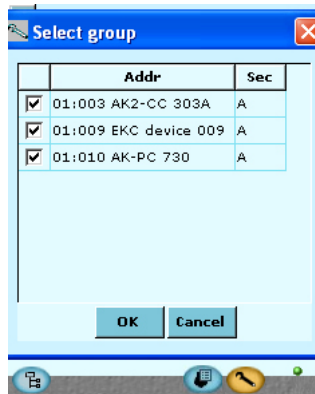 Select group
Addr Sec
01:003 AK2-CC 303A A
01:009 EKC device 009 A
01:010 AK-PC 730 A
OK Cancel